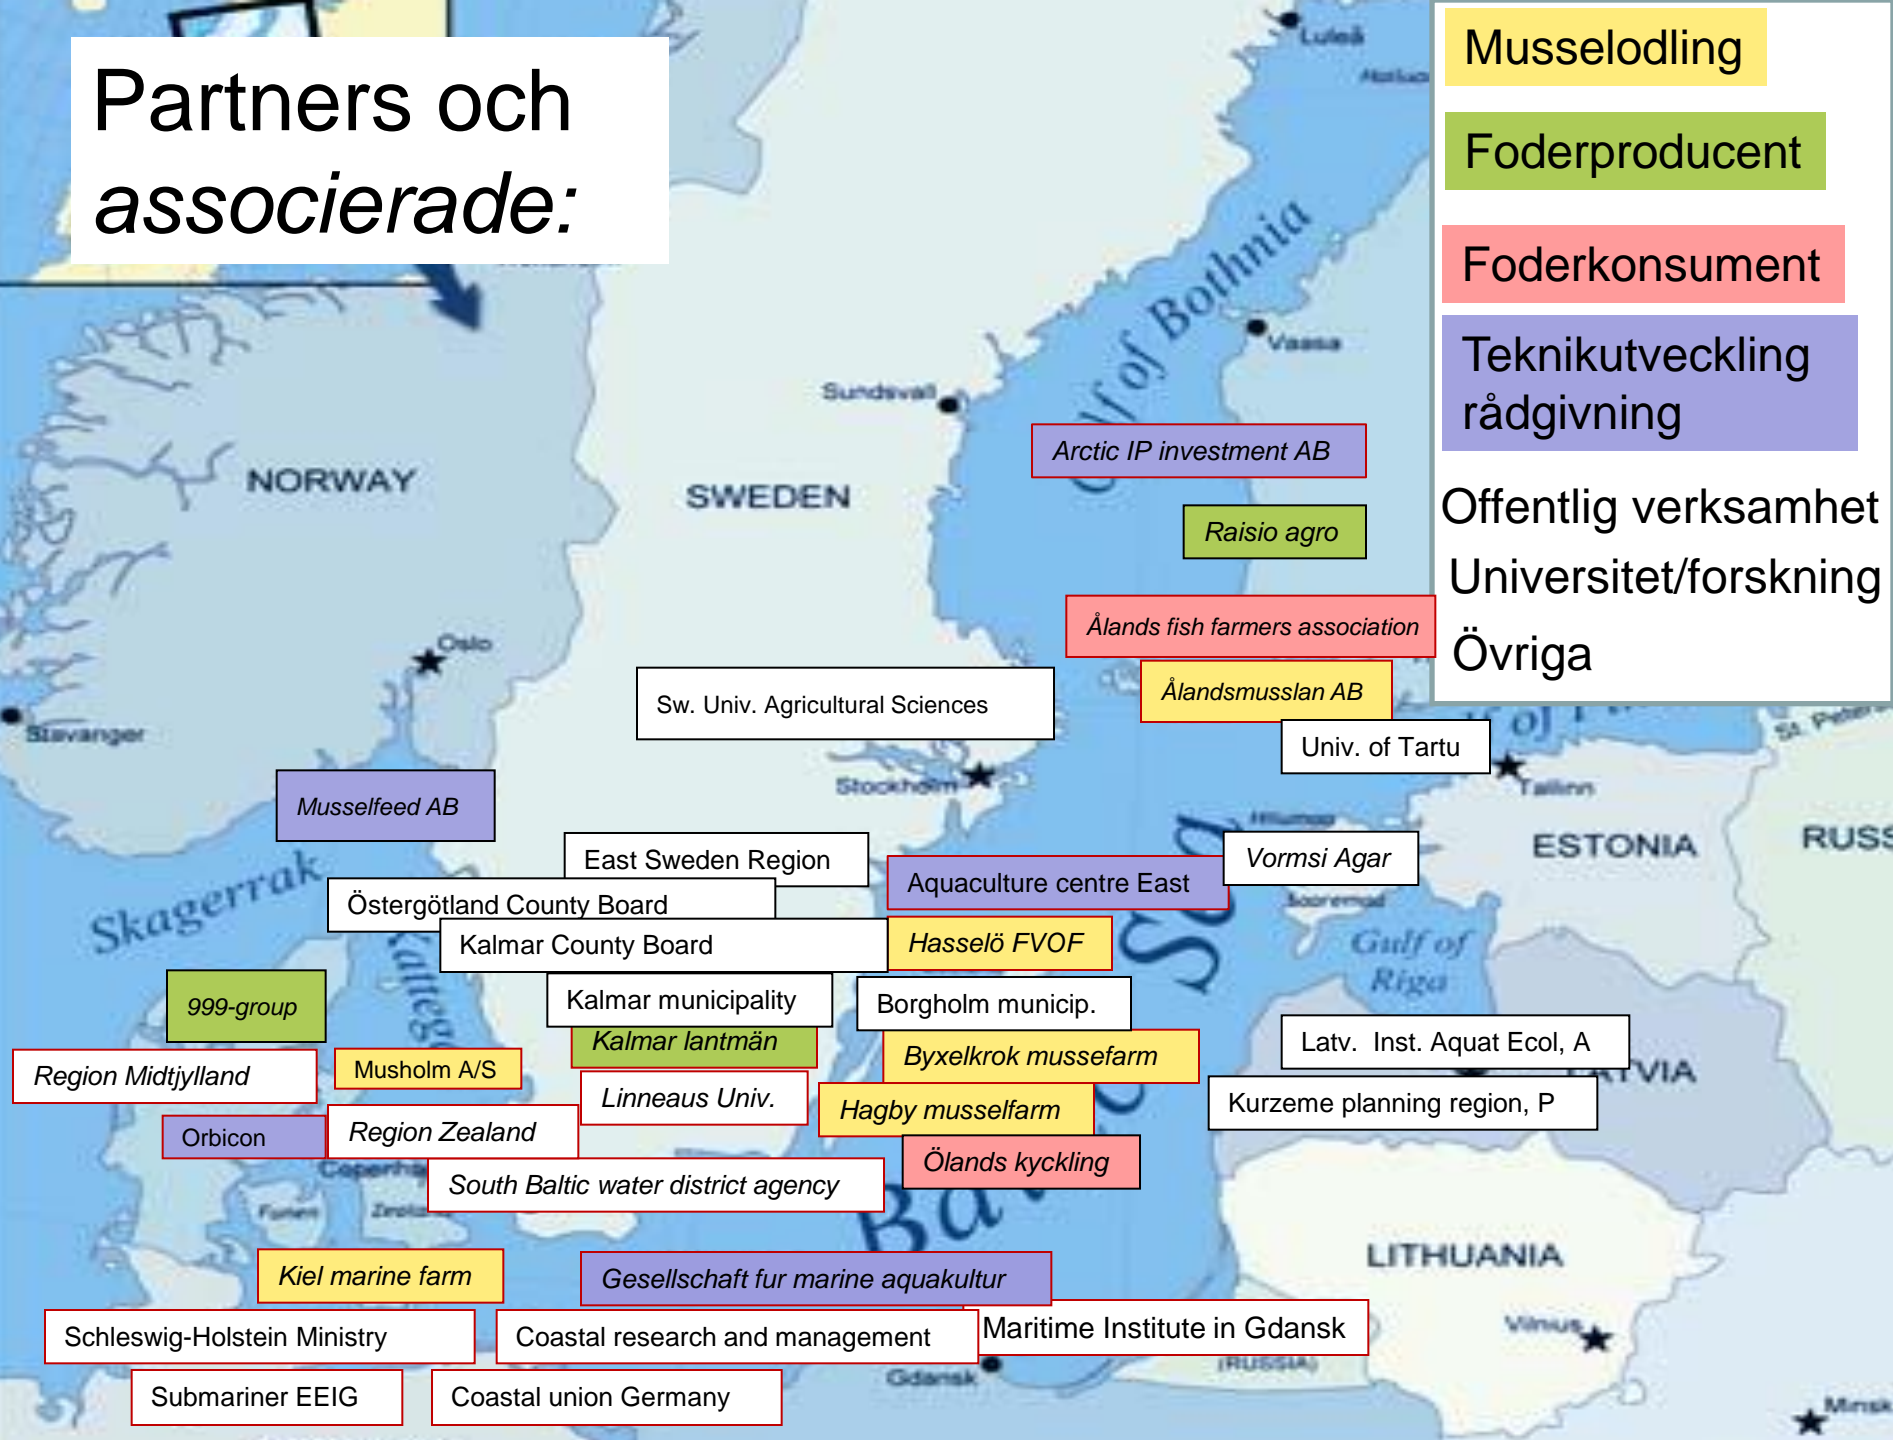 Partners och
associerade:
Musselodling
Foderproducent
Foderkonsument
Teknikutveckling
rådgivning
Offentlig verksamhet
Universitet/forskning
Övriga
Luleå
Gulf of Bothnia
Vaasa
Sundsvall
Arctic IP investment AB
NORWAY
SWEDEN
Raisio agro
Ålands fish farmers association
Oslo
Ålandsmusslan AB
Sw. Univ. Agricultural Sciences
Stavanger
Univ. of Tartu
Stockholm
Tallinn
Musselfeed AB
ESTONIA
RUSS
East Sweden Region
Vormsi Agar
Aquaculture centre East
Skagerrak
Östergötland County Board
Kalmar County Board
Hasselö FVOF
Gulf of
Riga
999-group
Kalmar municipality
Borgholm municip.
Kalmar lantmän
Latv. Inst. Aquat Ecol, A
Byxelkrok mussefarm
Region Midtjylland
Musholm A/S
LATVIA
Linneaus Univ.
Hagby musselfarm
Kurzeme planning region, P
Orbicon
Region Zealand
Ölands kyckling
South Baltic water district agency
Funen
LITHUANIA
Kiel marine farm
Gesellschaft fur marine aquakultur
Schleswig-Holstein Ministry
Coastal research and management
Maritime Institute in Gdansk
Vilnius
(RUSSIA)
Gdansk
Submariner EEIG
Coastal union Germany
Minsk